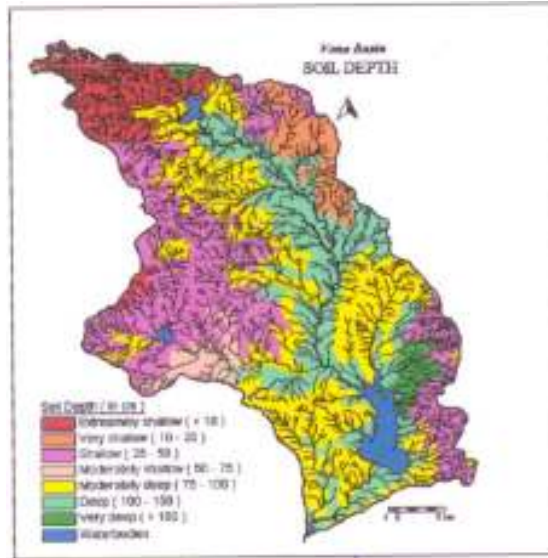 Basin
SOIL DEPTH
Soil Depth ( in cm )
Extremely shallow ( < 10 )
Very shallow ( 10 - 25 )
Shallow ( 25 - 50 )
Moderately shallow ( 50 - 75 )
Moderately deep ( 75 - 100 )
Deep ( 100 - 150 )
Very deep ( > 150 )
Waterbodies